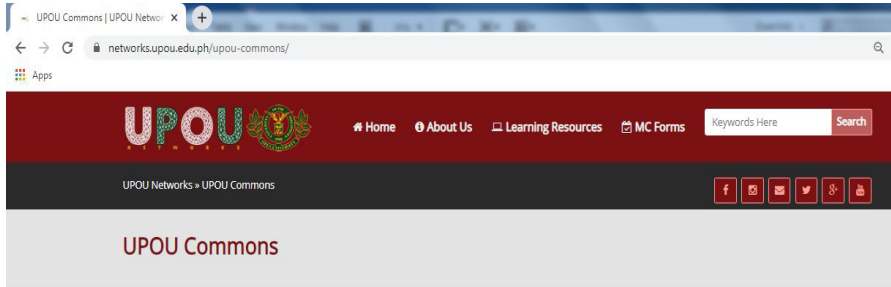 UPOU Commons | UPOU Networ
networks.upou.edu.ph/upou-commons/
Apps
UPOU
NETWORKS
Home
About Us
Learning Resources
MC Forms
Keywords Here
Search
UPOU Networks » UPOU Commons
UPOU Commons